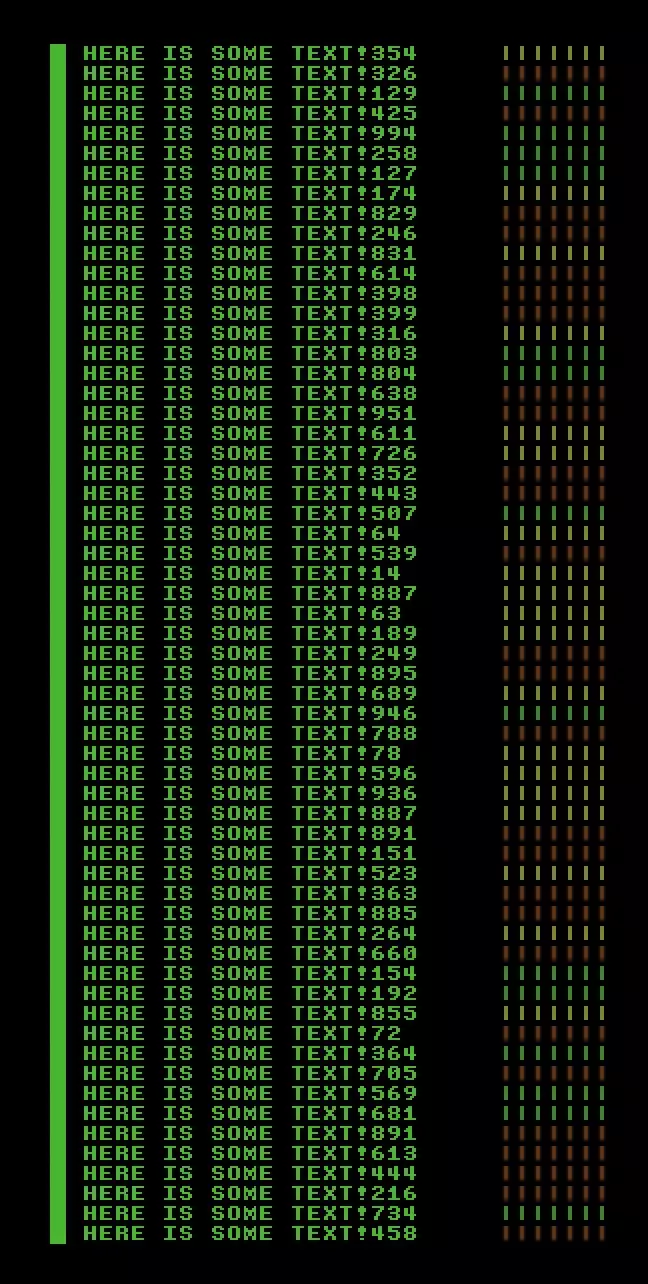 HERE IS SOME TEXT!354
HERE IS SOME TEXT!326
HERE IS SOME TEXT!129
HERE IS SOME TEXT!425
HERE IS SOME TEXT!994
HERE IS SOME TEXT!258
HERE IS SOME TEXT!127
HERE IS SOME TEXT!174
HERE IS SOME TEXT!829
HERE IS SOME TEXT!246
HERE IS SOME TEXT!831
HERE IS SOME TEXT!614
HERE IS SOME TEXT!398
HERE IS SOME TEXT!399
HERE IS SOME TEXT!316
HERE IS SOME TEXT!803
HERE IS SOME TEXT!804
HERE IS SOME TEXT!638
HERE IS SOME TEXT!951
HERE IS SOME TEXT!611
HERE IS SOME TEXT!726
HERE IS SOME TEXT!352
HERE IS SOME TEXT!443
HERE IS SOME TEXT!507
HERE IS SOME TEXT!64
HERE IS SOME TEXT!539
HERE IS SOME TEXT!14
HERE IS SOME TEXT!887
HERE IS SOME TEXT!63
HERE IS SOME TEXT!189
HERE IS SOME TEXT!249
HERE IS SOME TEXT!895
HERE IS SOME TEXT!689
HERE IS SOME TEXT!946
HERE IS SOME TEXT!788
HERE IS SOME TEXT!78
HERE IS SOME TEXT!596
HERE IS SOME TEXT!936
HERE IS SOME TEXT!887
HERE IS SOME TEXT!891
HERE IS SOME TEXT!151
HERE IS SOME TEXT!523
HERE IS SOME TEXT!363
HERE IS SOME TEXT!885
HERE IS SOME TEXT!264
HERE IS SOME TEXT!660
HERE IS SOME TEXT!154
HERE IS SOME TEXT!192
HERE IS SOME TEXT!855
HERE IS SOME TEXT!72
HERE IS SOME TEXT!364
HERE IS SOME TEXT!705
HERE IS SOME TEXT!569
HERE IS SOME TEXT!681
HERE IS SOME TEXT!891
HERE IS SOME TEXT!613
HERE IS SOME TEXT!444
HERE IS SOME TEXT!216
HERE IS SOME TEXT!734
HERE IS SOME TEXT!458